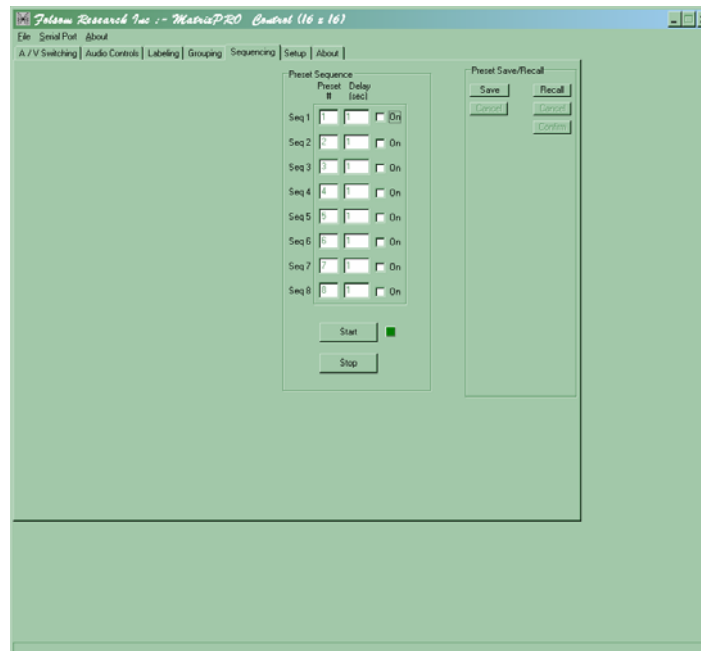 Folsom Research Inc :- MatrixPRO Control (16 x 16)
File Serial Port About
A / V Switching Audio Controls Labeling Grouping Sequencing Setup About
Preset Sequence
Preset # Delay (sec)
Seq 1 1 1 On
Seq 2 2 1 On
Seq 3 3 1 On
Seq 4 4 1 On
Seq 5 5 1 On
Seq 6 6 1 On
Seq 7 7 1 On
Seq 8 8 1 On
Start
Stop
Preset Save/Recall
Save Recall
Cancel Cancel
Confirm